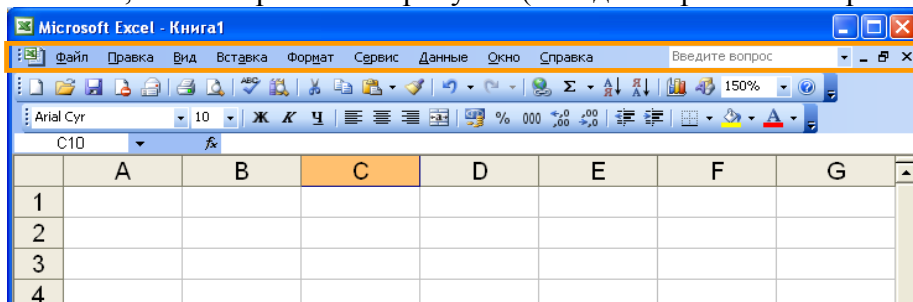 Microsoft Excel - Книга1
Файл Правка Вид Вставка Формат Сервис Данные Окно Справка Введите вопрос
150%
Arial Cyr 10 Ж К Ч % 000
C10 fx
A B C D E F G
1
2
3
4